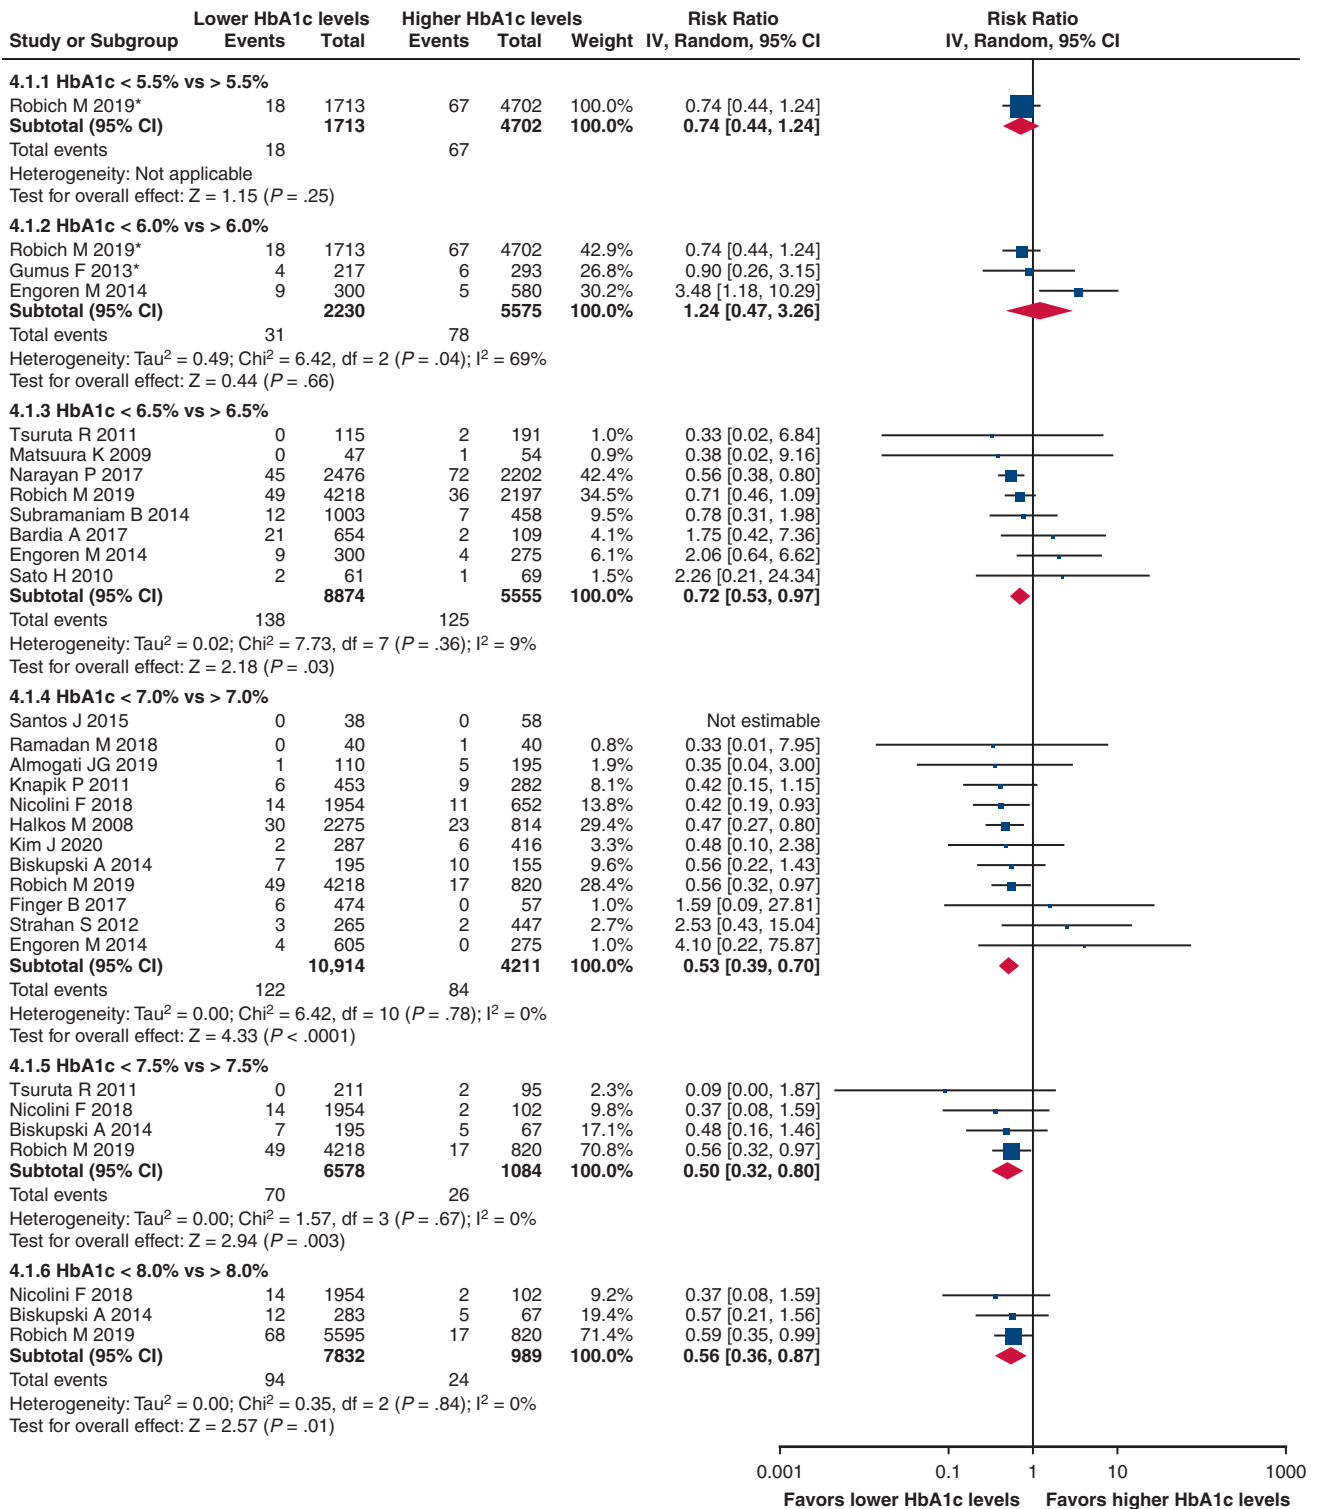 Lower HbA1c levels Higher HbA1c levels Risk Ratio Risk Ratio
Study or Subgroup Events Total Events Total Weight IV, Random, 95% CI IV, Random, 95% CI
4.1.1 HbA1c < 5.5% vs > 5.5%
Robich M 2019* 18 1713 67 4702 100.0% 0.74 [0.44, 1.24]
Subtotal (95% CI) 1713 4702 100.0% 0.74 [0.44, 1.24]
Total events 18 67
Heterogeneity: Not applicable
Test for overall effect: Z = 1.15 (P = .25)
4.1.2 HbA1c < 6.0% vs > 6.0%
Robich M 2019* 18 1713 67 4702 42.9% 0.74 [0.44, 1.24]
Gumus F 2013* 4 217 6 293 26.8% 0.90 [0.26, 3.15]
Engoren M 2014 9 300 5 580 30.2% 3.48 [1.18, 10.29]
Subtotal (95% CI) 2230 5575 100.0% 1.24 [0.47, 3.26]
Total events 31 78
Heterogeneity: Tau² = 0.49; Chi² = 6.42, df = 2 (P = .04); I² = 69%
Test for overall effect: Z = 0.44 (P = .66)
4.1.3 HbA1c < 6.5% vs > 6.5%
Tsuruta R 2011 0 115 2 191 1.0% 0.33 [0.02, 6.84]
Matsuura K 2009 0 47 1 54 0.9% 0.38 [0.02, 9.16]
Narayan P 2017 45 2476 72 2202 42.4% 0.56 [0.38, 0.80]
Robich M 2019 49 4218 36 2197 34.5% 0.71 [0.46, 1.09]
Subramaniam B 2014 12 1003 7 458 9.5% 0.78 [0.31, 1.98]
Bardia A 2017 21 654 2 109 4.1% 1.75 [0.42, 7.36]
Engoren M 2014 9 300 4 275 6.1% 2.06 [0.64, 6.62]
Sato H 2010 2 61 1 69 1.5% 2.26 [0.21, 24.34]
Subtotal (95% CI) 8874 5555 100.0% 0.72 [0.53, 0.97]
Total events 138 125
Heterogeneity: Tau² = 0.02; Chi² = 7.73, df = 7 (P = .36); I² = 9%
Test for overall effect: Z = 2.18 (P = .03)
4.1.4 HbA1c < 7.0% vs > 7.0%
Santos J 2015 0 38 0 58 Not estimable
Ramadan M 2018 0 40 1 40 0.8% 0.33 [0.01, 7.95]
Almogati JG 2019 1 110 5 195 1.9% 0.35 [0.04, 3.00]
Knapik P 2011 6 453 9 282 8.1% 0.42 [0.15, 1.15]
Nicolini F 2018 14 1954 11 652 13.8% 0.42 [0.19, 0.93]
Halkos M 2008 30 2275 23 814 29.4% 0.47 [0.27, 0.80]
Kim J 2020 2 287 6 416 3.3% 0.48 [0.10, 2.38]
Biskupski A 2014 7 195 10 155 9.6% 0.56 [0.22, 1.43]
Robich M 2019 49 4218 17 820 28.4% 0.56 [0.32, 0.97]
Finger B 2017 6 474 0 57 1.0% 1.59 [0.09, 27.81]
Strahan S 2012 3 265 2 447 2.7% 2.53 [0.43, 15.04]
Engoren M 2014 4 605 0 275 1.0% 4.10 [0.22, 75.87]
Subtotal (95% CI) 10,914 4211 100.0% 0.53 [0.39, 0.70]
Total events 122 84
Heterogeneity: Tau² = 0.00; Chi² = 6.42, df = 10 (P = .78); I² = 0%
Test for overall effect: Z = 4.33 (P < .0001)
4.1.5 HbA1c < 7.5% vs > 7.5%
Tsuruta R 2011 0 211 2 95 2.3% 0.09 [0.00, 1.87]
Nicolini F 2018 14 1954 2 102 9.8% 0.37 [0.08, 1.59]
Biskupski A 2014 7 195 5 67 17.1% 0.48 [0.16, 1.46]
Robich M 2019 49 4218 17 820 70.8% 0.56 [0.32, 0.97]
Subtotal (95% CI) 6578 1084 100.0% 0.50 [0.32, 0.80]
Total events 70 26
Heterogeneity: Tau² = 0.00; Chi² = 1.57, df = 3 (P = .67); I² = 0%
Test for overall effect: Z = 2.94 (P = .003)
4.1.6 HbA1c < 8.0% vs > 8.0%
Nicolini F 2018 14 1954 2 102 9.2% 0.37 [0.08, 1.59]
Biskupski A 2014 12 283 5 67 19.4% 0.57 [0.21, 1.56]
Robich M 2019 68 5595 17 820 71.4% 0.59 [0.35, 0.99]
Subtotal (95% CI) 7832 989 100.0% 0.56 [0.36, 0.87]
Total events 94 24
Heterogeneity: Tau² = 0.00; Chi² = 0.35, df = 2 (P = .84); I² = 0%
Test for overall effect: Z = 2.57 (P = .01)
0.001 0.1 1 10 1000
Favors lower HbA1c levels Favors higher HbA1c levels